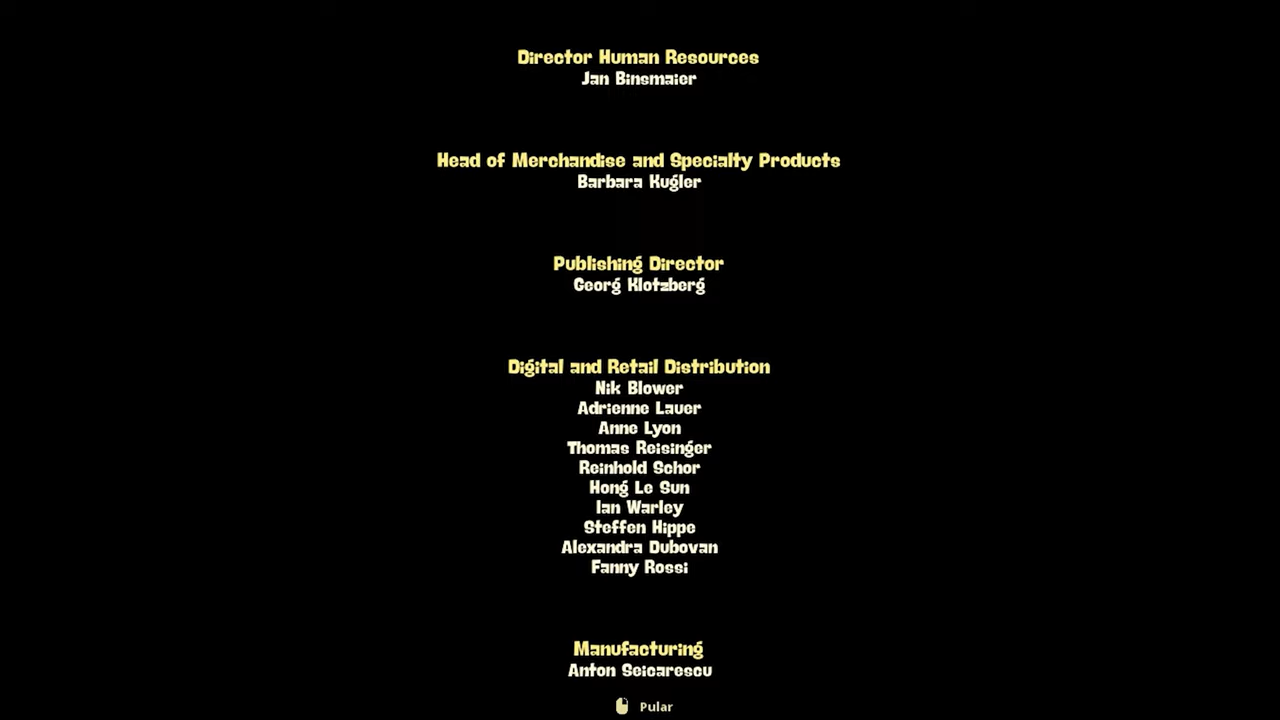 Director Human Resources
Jan Binsmaier
Head of Merchandise and Specialty Products
Barbara Kugler
Publishing Director
Georg Klotzberg
Digital and Retail Distribution
Nik Blower
Adrienne Lauer
Anne Lyon
Thomas Reisinger
Reinhold Schor
Hong Le Sun
Ian Warley
Steffen Hippe
Alexandra Dubovan
Fanny Rossi
Manufacturing
Anton Seicarescu
Pular